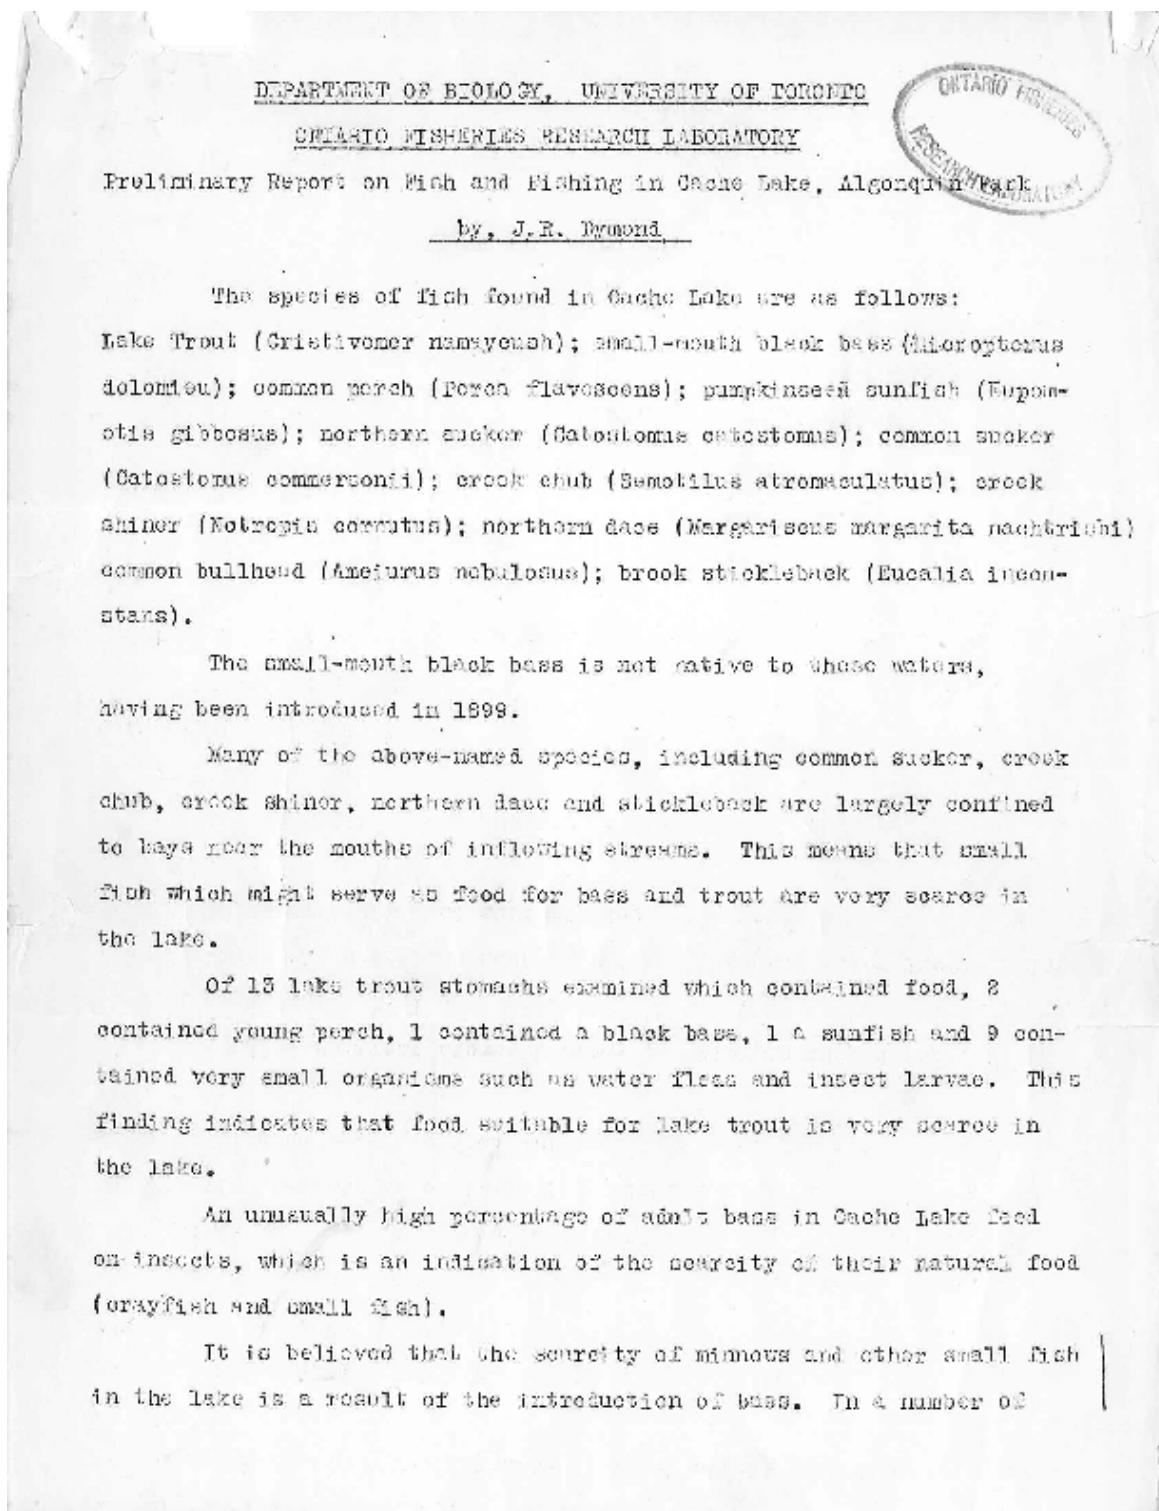 DEPARTMENT OF BIOLOGY, UNIVERSITY OF TORONTO
ONTARIO FISHERIES RESEARCH LABORATORY
ONTARIO FISHERIES
RESEARCH LABORATORY
Preliminary Report on Fish and Fishing in Cache Lake, Algonquin Park
by, J.R. Dymond
The species of fish found in Cache Lake are as follows:
Lake Trout (Cristivomer namaycush); small-mouth black bass (Micropterus
dolomieu); common perch (Perca flavescens); pumpkinseed sunfish (Eupom-
otis gibbosus); northern sucker (Catostomus catostomus); common sucker
(Catostomus commersonii); creek chub (Semotilus atromaculatus); creek
shiner (Notropis cornutus); northern dace (Margariscus margarita nachtriebi)
common bullhead (Ameiurus nebulosus); brook stickleback (Eucalia incon-
stans).
The small-mouth black bass is not native to these waters,
having been introduced in 1899.
Many of the above-named species, including common sucker, creek
chub, creek shiner, northern dace and stickleback are largely confined
to bays near the mouths of inflowing streams. This means that small
fish which might serve as food for bass and trout are very scarce in
the lake.
Of 13 lake trout stomachs examined which contained food, 2
contained young perch, 1 contained a black bass, 1 a sunfish and 9 con-
tained very small organisms such as water fleas and insect larvae. This
finding indicates that food suitable for lake trout is very scarce in
the lake.
An unusually high percentage of adult bass in Cache Lake feed
on insects, which is an indication of the scarcity of their natural food
(crayfish and small fish).
It is believed that the scarcity of minnows and other small fish
in the lake is a result of the introduction of bass. In a number of